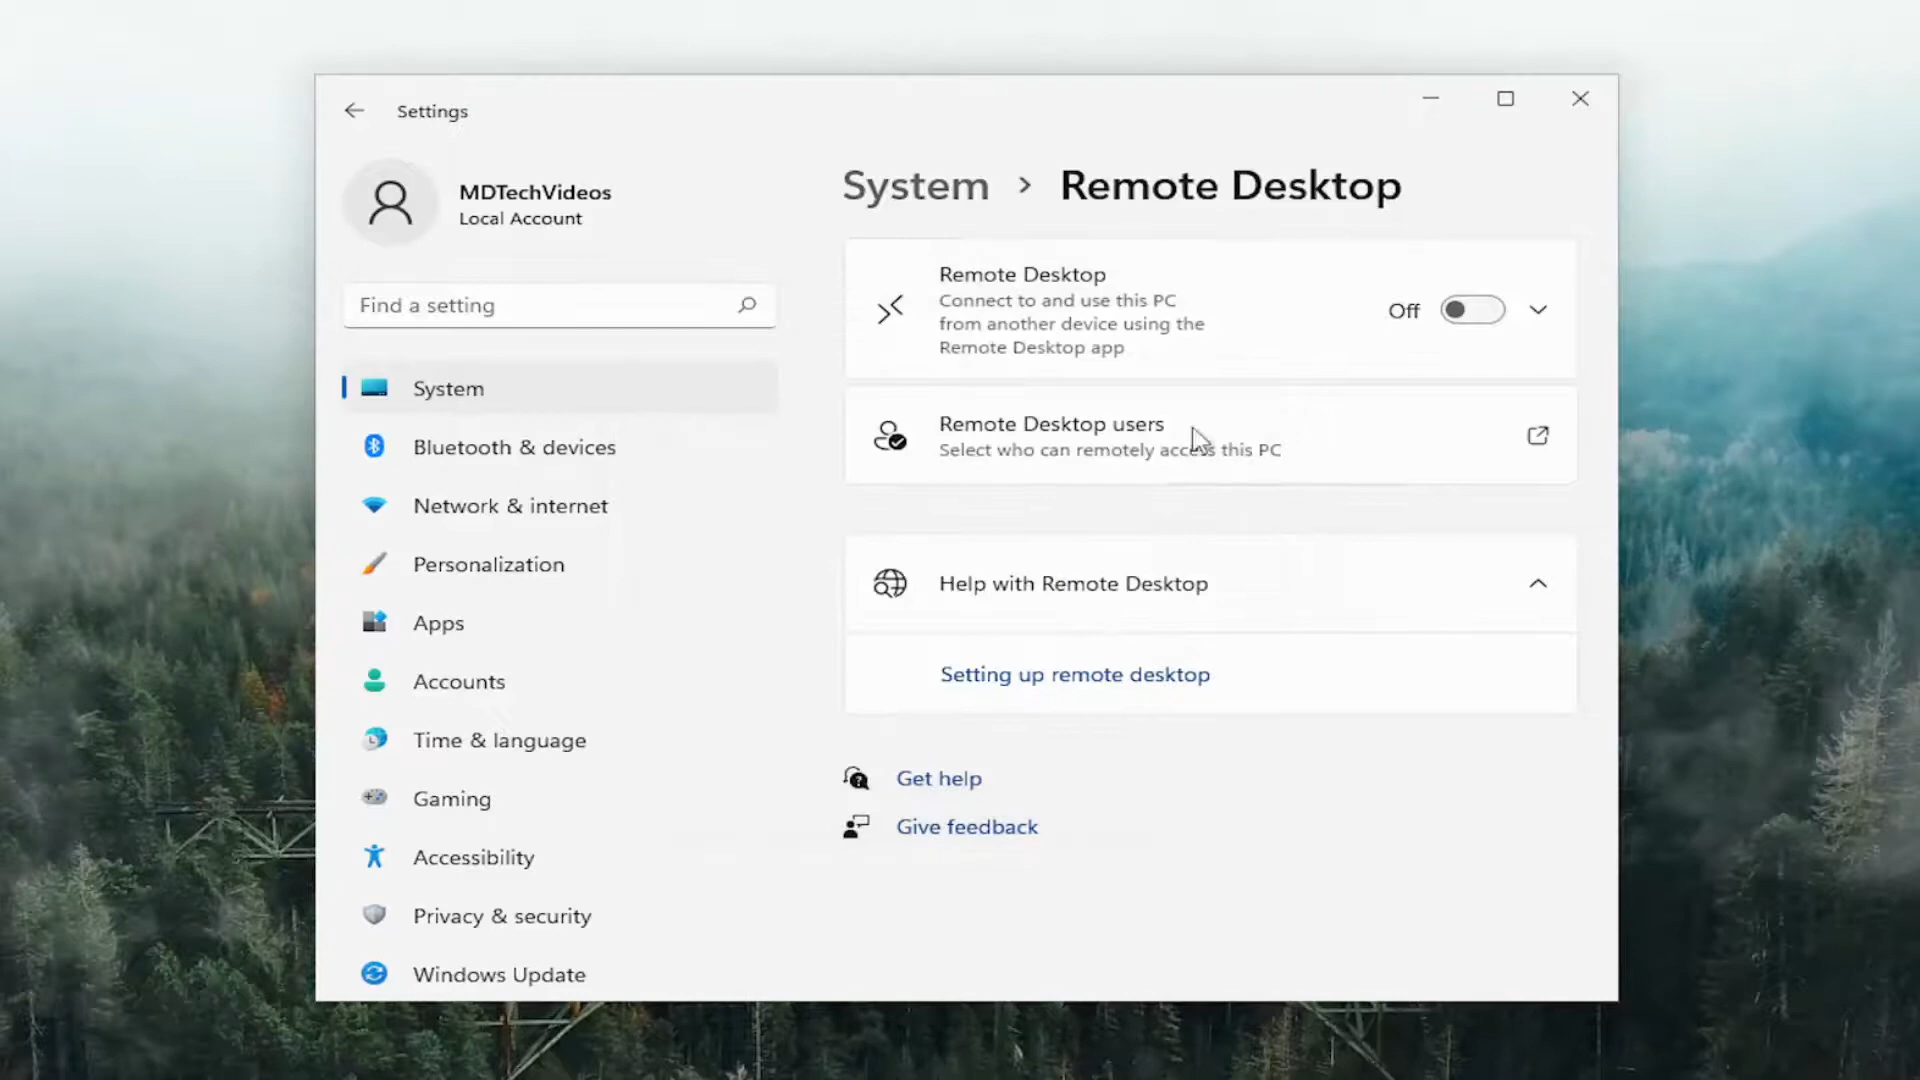 Settings
MDTechVideos
Local Account
Find a setting
System
Bluetooth & devices
Network & internet
Personalization
Apps
Accounts
Time & language
Gaming
Accessibility
Privacy & security
Windows Update
System > Remote Desktop
Remote Desktop
Connect to and use this PC
from another device using the
Remote Desktop app
Off
Remote Desktop users
Select who can remotely access this PC
Help with Remote Desktop
Setting up remote desktop
Get help
Give feedback